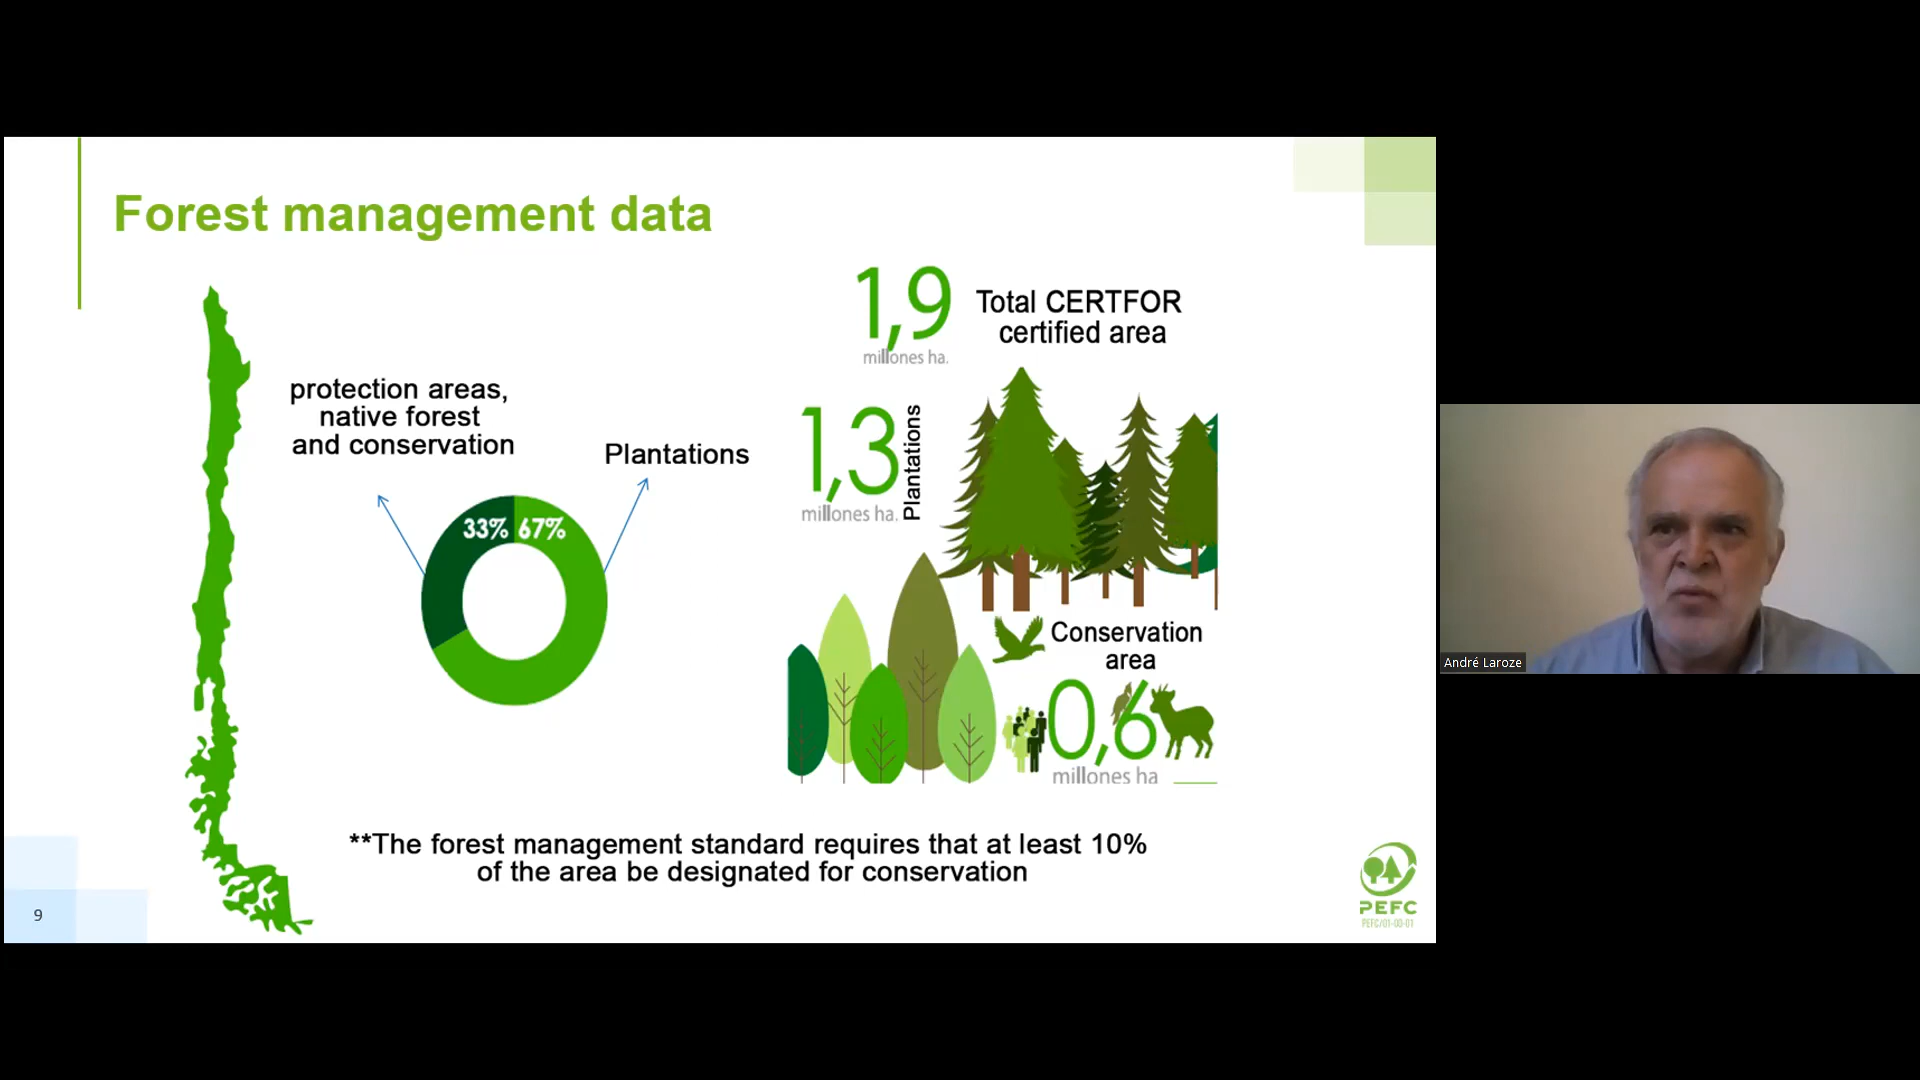 Forest management data
protection areas,
native forest
and conservation
Plantations
33% 67%
1,9
millones ha.
Total CERTFOR
certified area
1,3
millones ha.
Plantations
Conservation
area
0,6
millones ha
**The forest management standard requires that at least 10%
of the area be designated for conservation
9
PEFC
PEFC/01-00-01
André Laroze